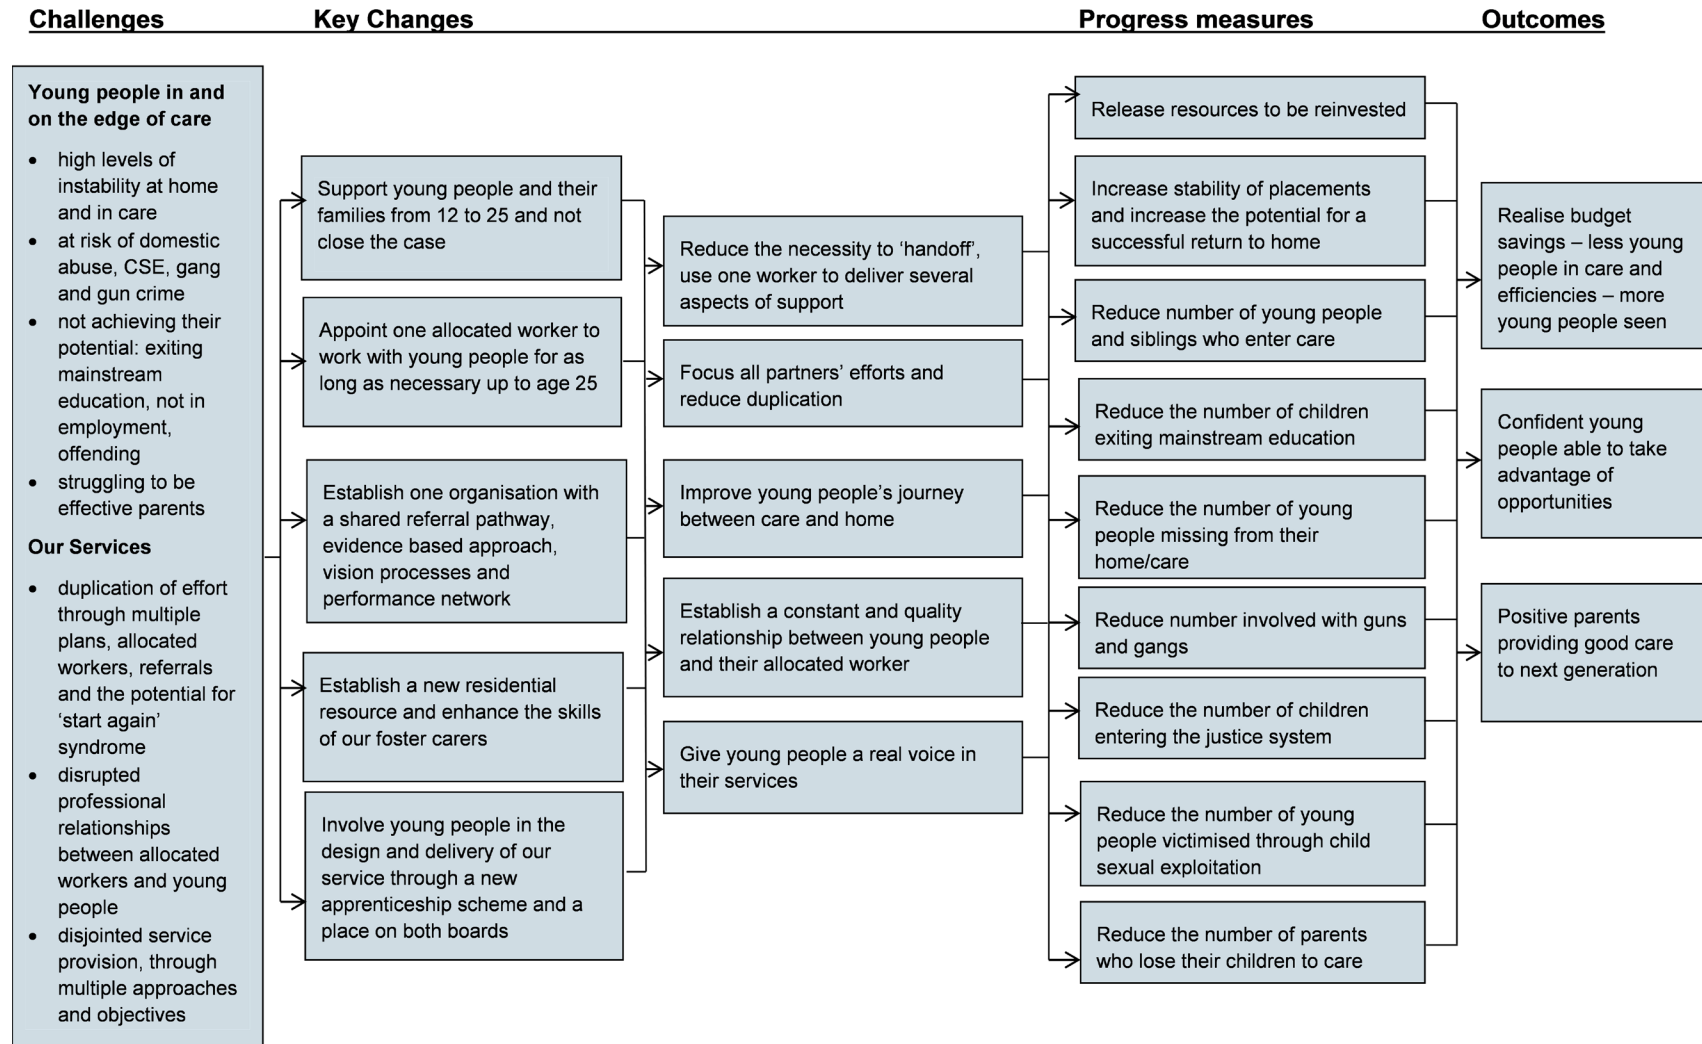 Challenges
Key Changes
Progress measures
Outcomes
Young people in and
on the edge of care
• high levels of
instability at home
and in care
• at risk of domestic
abuse, CSE, gang
and gun crime
• not achieving their
potential: exiting
mainstream
education, not in
employment,
offending
• struggling to be
effective parents
Our Services
• duplication of effort
through multiple
plans, allocated
workers, referrals
and the potential for
‘start again’
syndrome
• disrupted
professional
relationships
between allocated
workers and young
people
• disjointed service
provision, through
multiple approaches
and objectives
Support young people and their
families from 12 to 25 and not
close the case
Appoint one allocated worker to
work with young people for as
long as necessary up to age 25
Establish one organisation with
a shared referral pathway,
evidence based approach,
vision processes and
performance network
Establish a new residential
resource and enhance the skills
of our foster carers
Involve young people in the
design and delivery of our
service through a new
apprenticeship scheme and a
place on both boards
Reduce the necessity to ‘handoff’,
use one worker to deliver several
aspects of support
Focus all partners’ efforts and
reduce duplication
Improve young people’s journey
between care and home
Establish a constant and quality
relationship between young people
and their allocated worker
Give young people a real voice in
their services
Release resources to be reinvested
Increase stability of placements
and increase the potential for a
successful return to home
Reduce number of young people
and siblings who enter care
Reduce the number of children
exiting mainstream education
Reduce the number of young
people missing from their
home/care
Reduce number involved with guns
and gangs
Reduce the number of children
entering the justice system
Reduce the number of young
people victimised through child
sexual exploitation
Reduce the number of parents
who lose their children to care
Realise budget
savings – less young
people in care and
efficiencies – more
young people seen
Confident young
people able to take
advantage of
opportunities
Positive parents
providing good care
to next generation